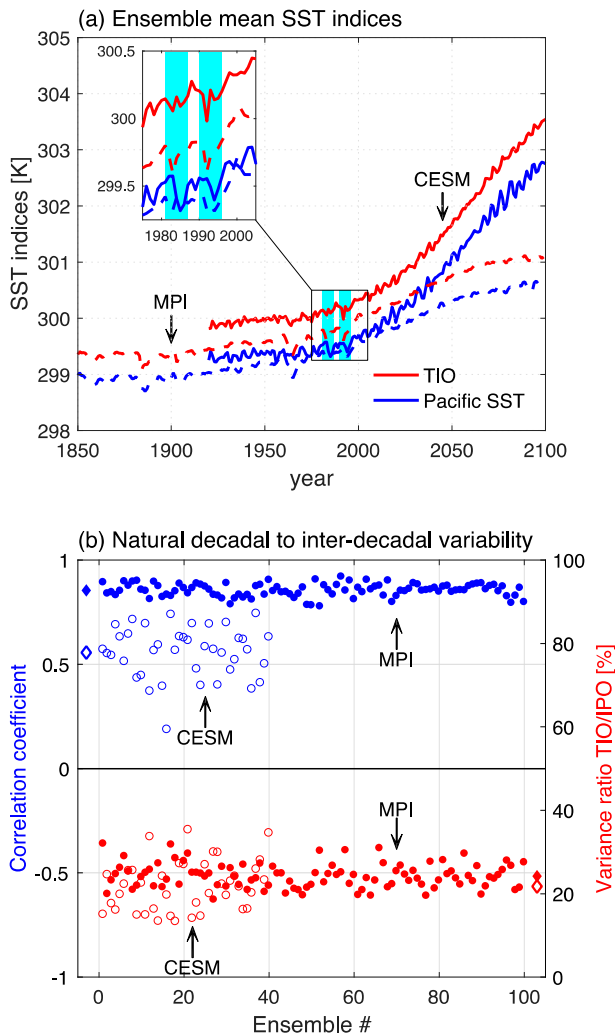 (a) Ensemble mean SST indices
305
304
303
302
301
300
299
298
SST indices [K]
300.5
300
299.5
1980 1990 2000
CESM
MPI
TIO
Pacific SST
1850 1900 1950 2000 2050 2100
year
(b) Natural decadal to inter-decadal variability
1
0.5
0
-0.5
-1
Correlation coefficient
100
80
60
40
20
0
Variance ratio TIO/IPO [%]
MPI
CESM
MPI
CESM
0 20 40 60 80 100
Ensemble #